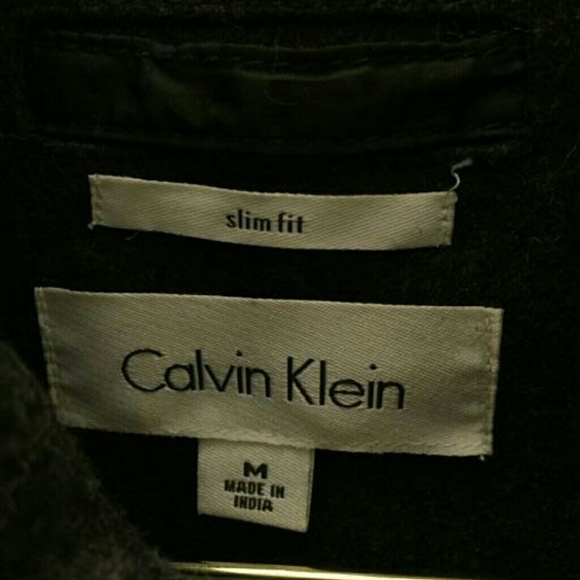 slim fit
Calvin Klein
M
MADE IN
INDIA